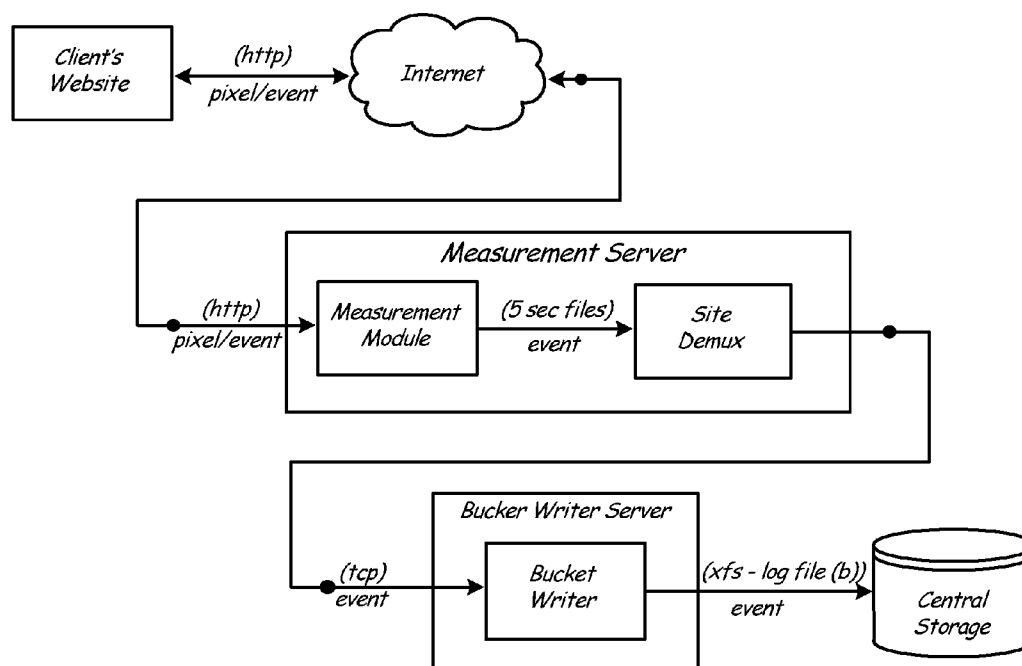 Client's
Website
(http)
pixel/event
Internet
Measurement Server
(http)
pixel/event
Measurement
Module
(5 sec files)
event
Site
Demux
Bucker Writer Server
(tcp)
event
Bucket
Writer
(xfs - log file (b))
event
Central
Storage